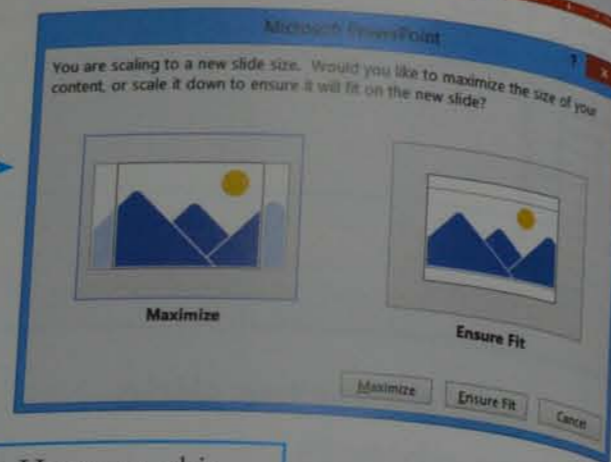 Microsoft PowerPoint
?
x
You are scaling to a new slide size. Would you like to maximize the size of your
content, or scale it down to ensure it will fit on the new slide?
Maximize
Ensure Fit
Maximize
Ensure Fit
Cancel